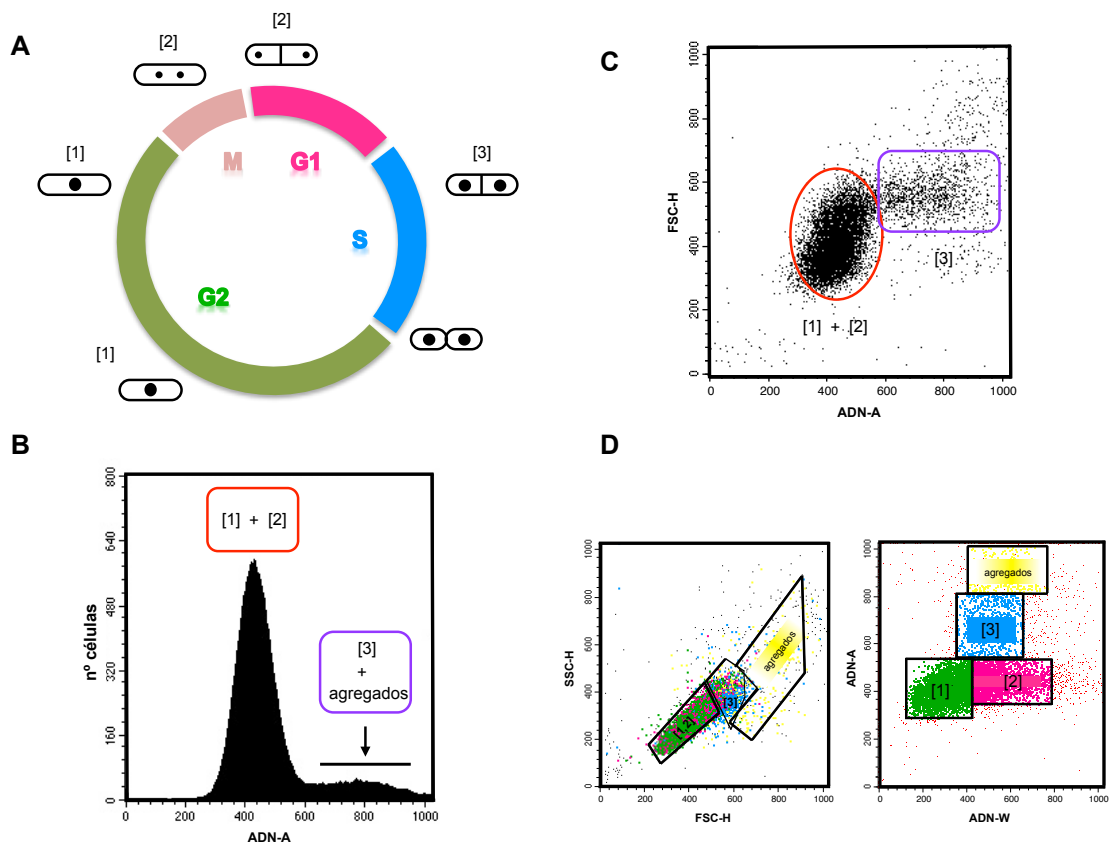 A
[2]
[2]
[1]
[3]
M
G1
S
G2
[1]
C
1000
800
600
400
200
0
FSC-H
[3]
[1] + [2]
0
200
400
600
800
1000
ADN-A
B
800
640
480
320
160
0
nº células
[1] + [2]
[3]
+
agregados
0
200
400
600
800
1000
ADN-A
D
1000
800
600
400
200
0
SSC-H
agregados
[3]
[1,2]
0
200
400
600
800
1000
FSC-H
1000
800
600
400
200
0
ADN-A
agregados
[3]
[1]
[2]
0
200
400
600
800
1000
ADN-W